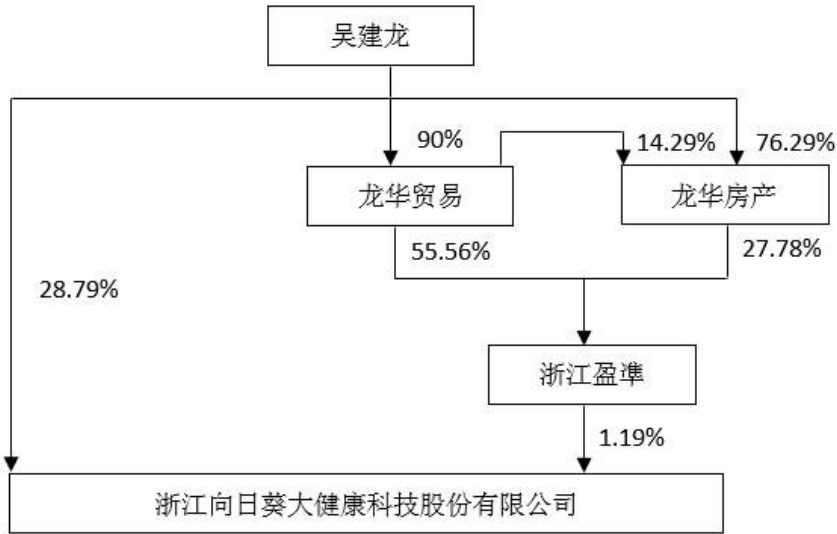 吴建龙
90%
14.29%
76.29%
龙华贸易
龙华房产
55.56%
27.78%
28.79%
浙江盈準
1.19%
浙江向日葵大健康科技股份有限公司